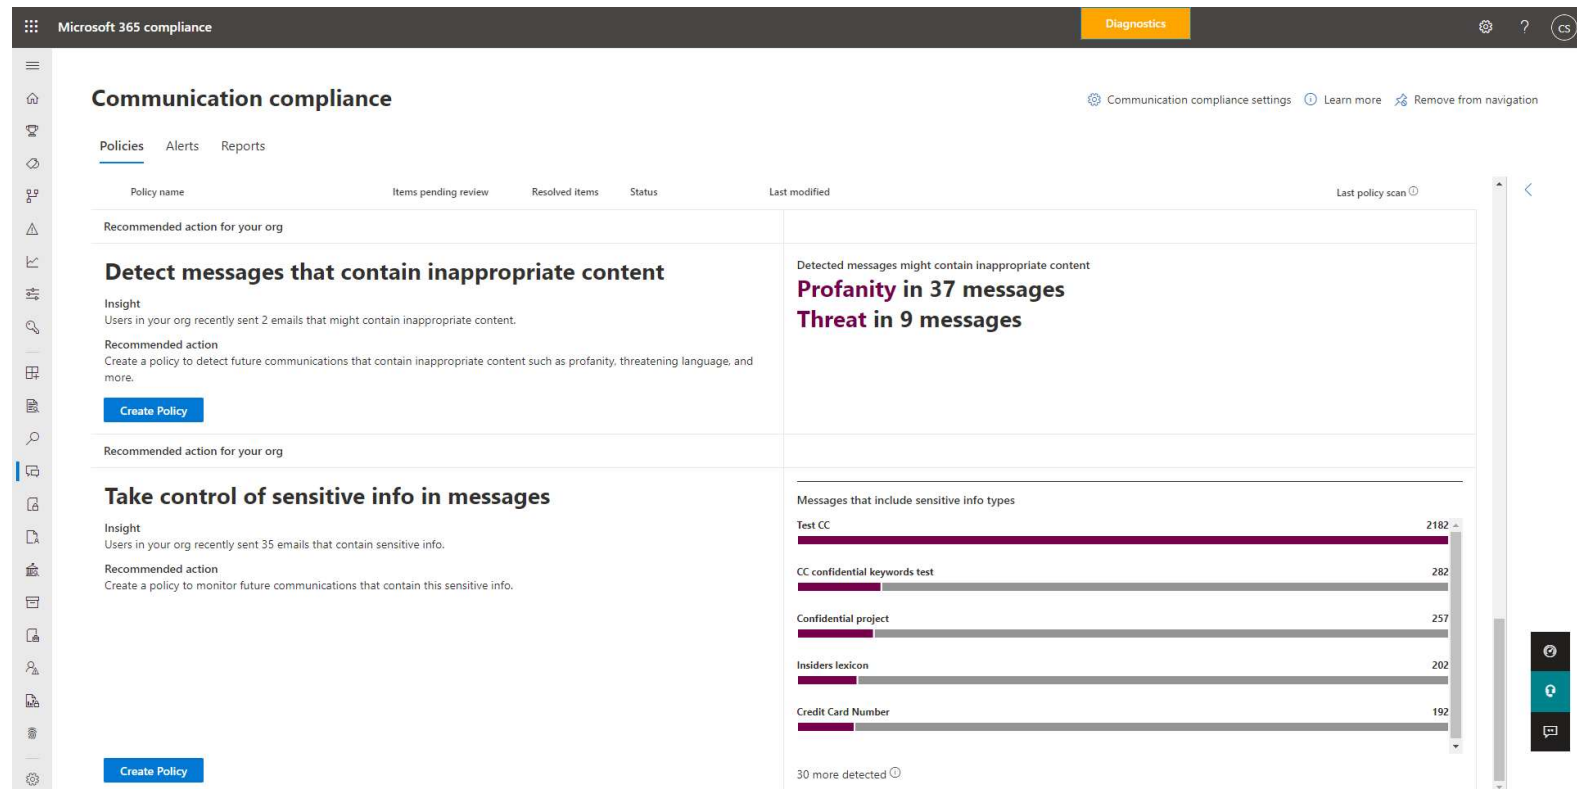 Microsoft 365 compliance
Diagnostics
?
CS
Communication compliance
Communication compliance settings
Learn more
Remove from navigation
Policies Alerts Reports
Policy name Items pending review Resolved items Status Last modified Last policy scan
Recommended action for your org
Detect messages that contain inappropriate content
Insight
Users in your org recently sent 2 emails that might contain inappropriate content.
Recommended action
Create a policy to detect future communications that contain inappropriate content such as profanity, threatening language, and
more.
Create Policy
Detected messages might contain inappropriate content
Profanity in 37 messages
Threat in 9 messages
Recommended action for your org
Take control of sensitive info in messages
Insight
Users in your org recently sent 35 emails that contain sensitive info.
Recommended action
Create a policy to monitor future communications that contain this sensitive info.
Create Policy
Messages that include sensitive info types
Test CC 2182
CC confidential keywords test 282
Confidential project 257
Insiders lexicon 202
Credit Card Number 192
30 more detected